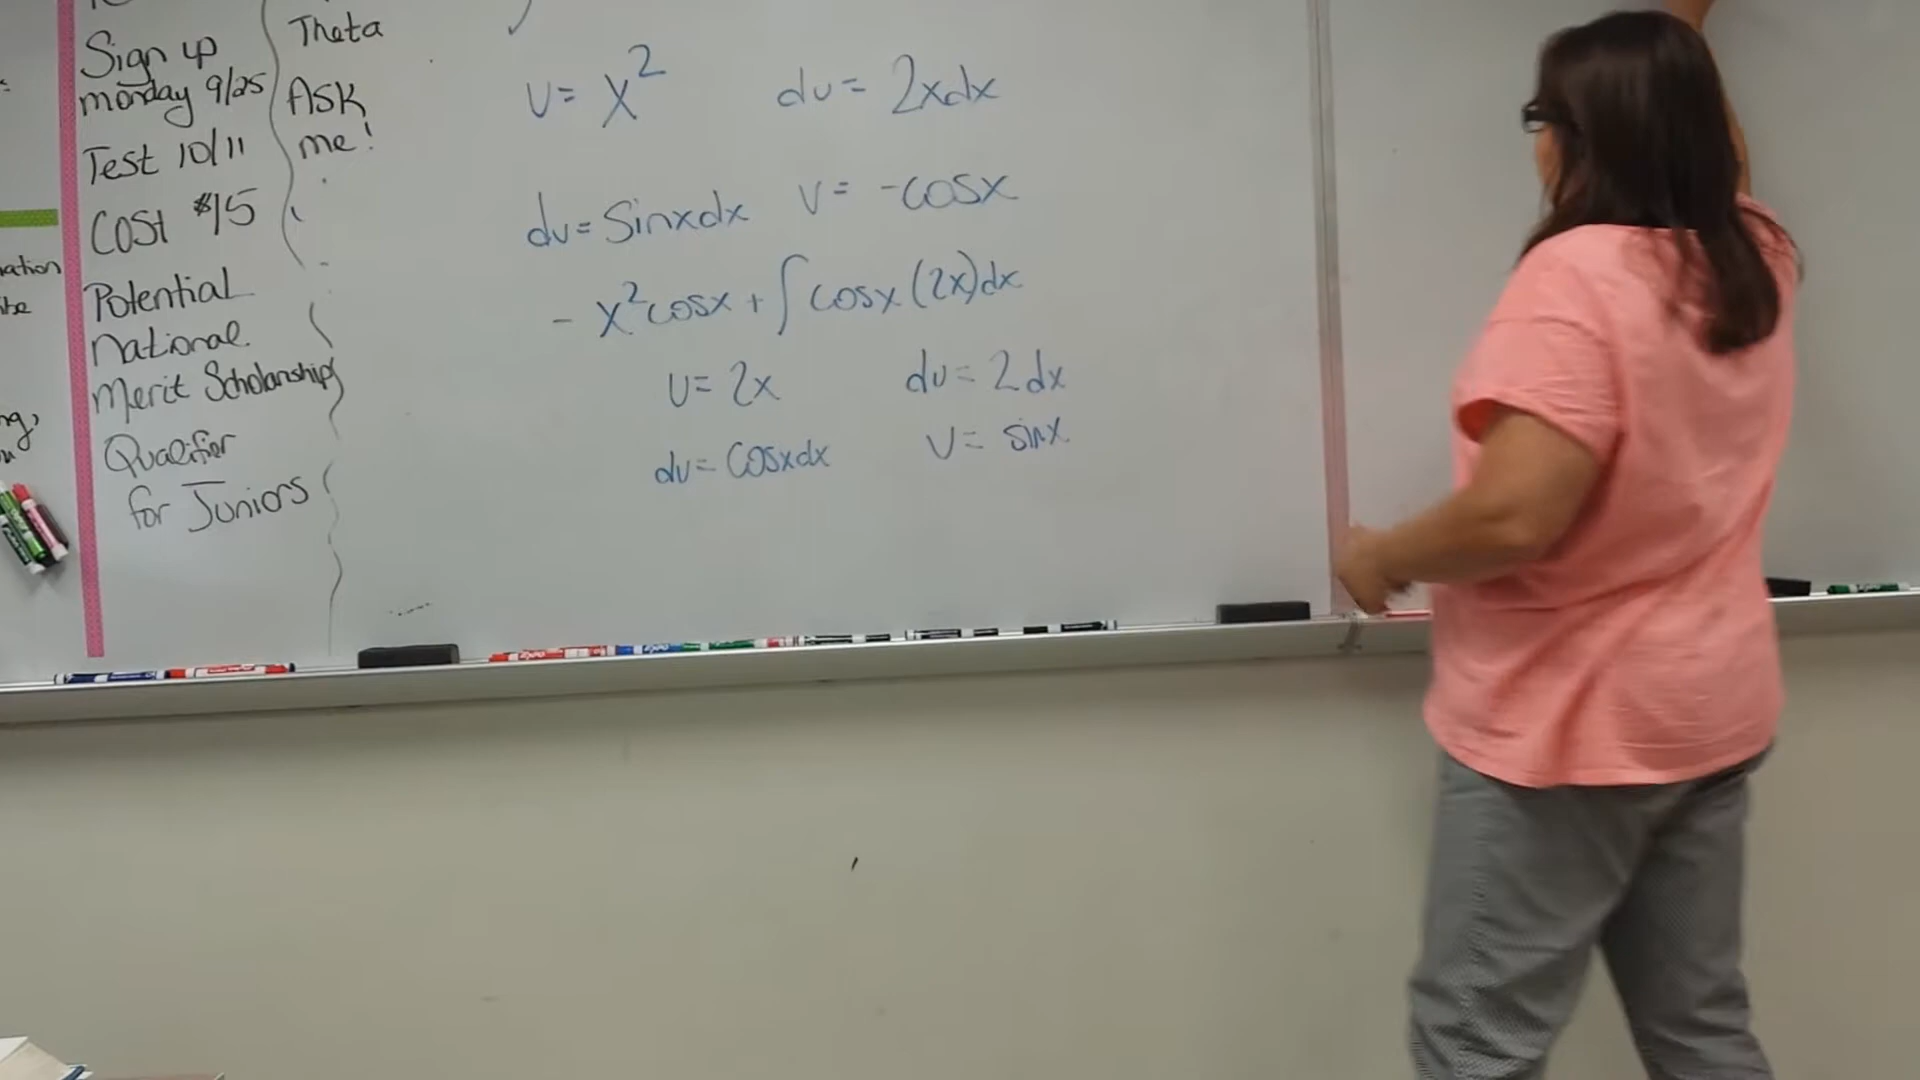 Sign up
monday 9/25
Test 10/11
COST $15
Potential
National
Merit Scholarship
Qualifier
for Juniors
Theta
ASK
me!
u = x² du = 2xdx
dv = sinxdx v = -cosx
- x²cosx + ∫ cosx (2x)dx
u = 2x du = 2dx
dv = cosxdx v = sinx
ation